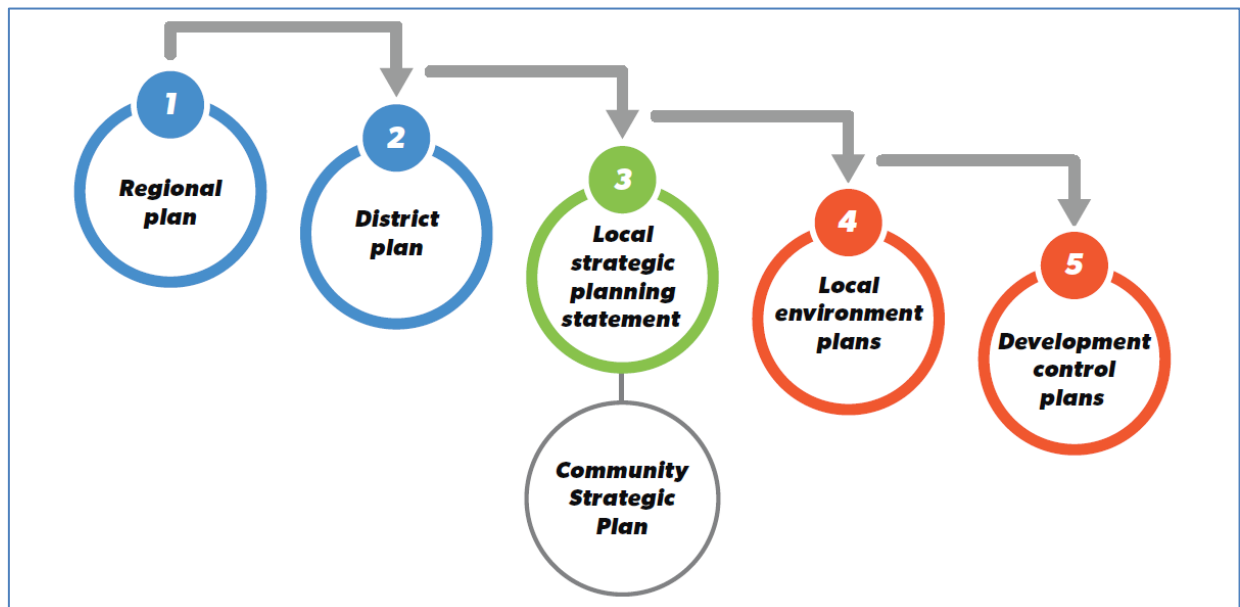 1
Regional
plan
2
District
plan
3
Local
strategic
planning
statement
4
Local
environment
plans
5
Development
control
plans
Community
Strategic
Plan